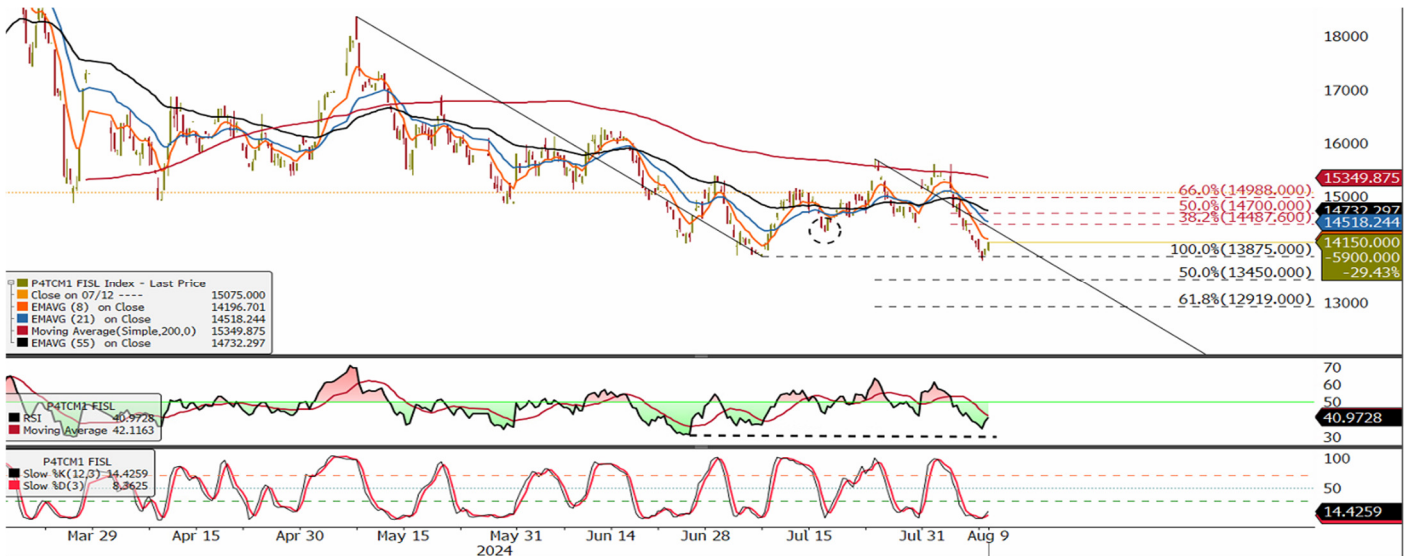 18000
17000
16000
15349.875
15000
14732.297
14518.244
14150.000
-5900.000
-29.43%
13000
66.0%(14988.000)
50.0%(14700.000)
38.2%(14487.600)
100.0%(13875.000)
50.0%(13450.000)
61.8%(12919.000)
P4TCM1 FISL Index - Last Price
Close on 07/12 ---- 15075.000
EMAVG (8) on Close 14196.701
EMAVG (21) on Close 14518.244
Moving Average(Simple,200,0) 15349.875
EMAVG (55) on Close 14732.297
70
60
50
40.9728
30
P4TCM1 FISL
RSI 40.9728
Moving Average 42.1163
100
50
14.4259
P4TCM1 FISL
Slow %K(12,3) 14.4259
Slow %D(3) 8.3625
Mar 29 Apr 15 Apr 30 May 15 May 31 Jun 14 Jun 28 Jul 15 Jul 31 Aug 9
2024